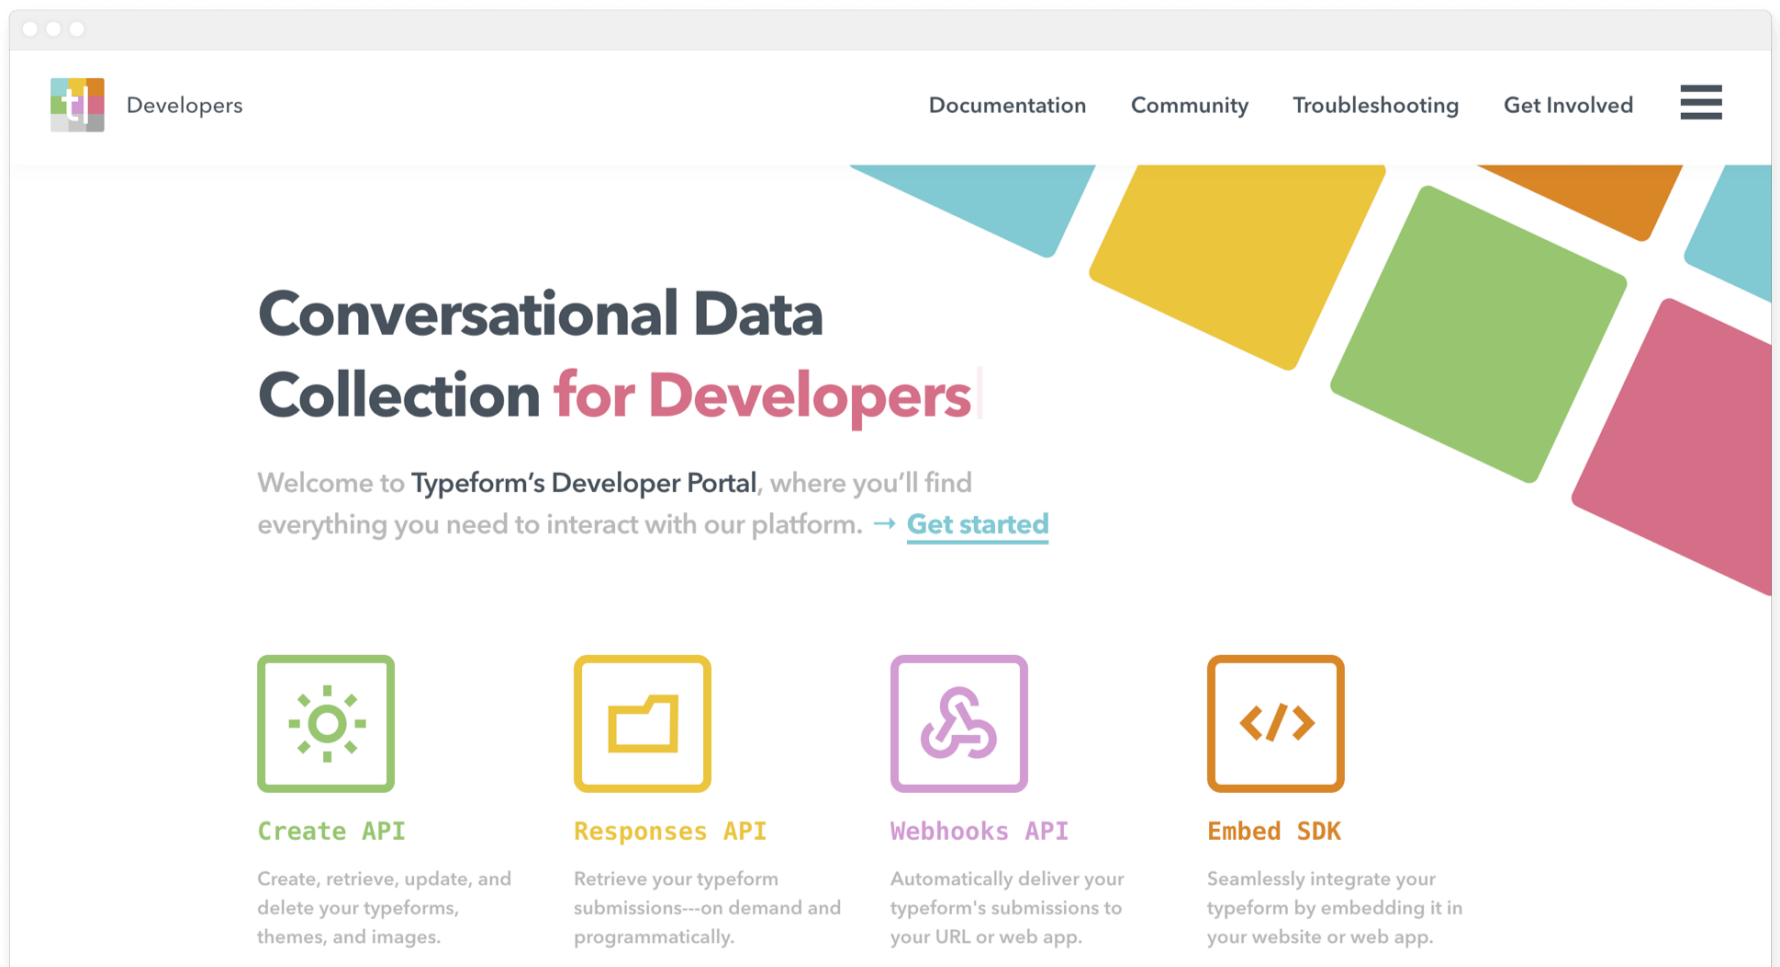 tl
Developers
Documentation
Community
Troubleshooting
Get Involved
Conversational Data
Collection for Developers
Welcome to Typeform’s Developer Portal, where you’ll find
everything you need to interact with our platform. → Get started
Create API
Create, retrieve, update, and
delete your typeforms,
themes, and images.
Responses API
Retrieve your typeform
submissions---on demand and
programmatically.
Webhooks API
Automatically deliver your
typeform's submissions to
your URL or web app.
Embed SDK
Seamlessly integrate your
typeform by embedding it in
your website or web app.